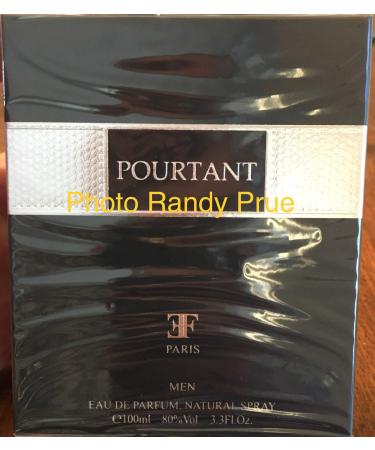 POURTANT
Photo Randy Prue
EF
PARIS
MEN
EAU DE PARFUM, NATURAL SPRAY
℮100ml 80%Vol 3.3Fl.Oz.